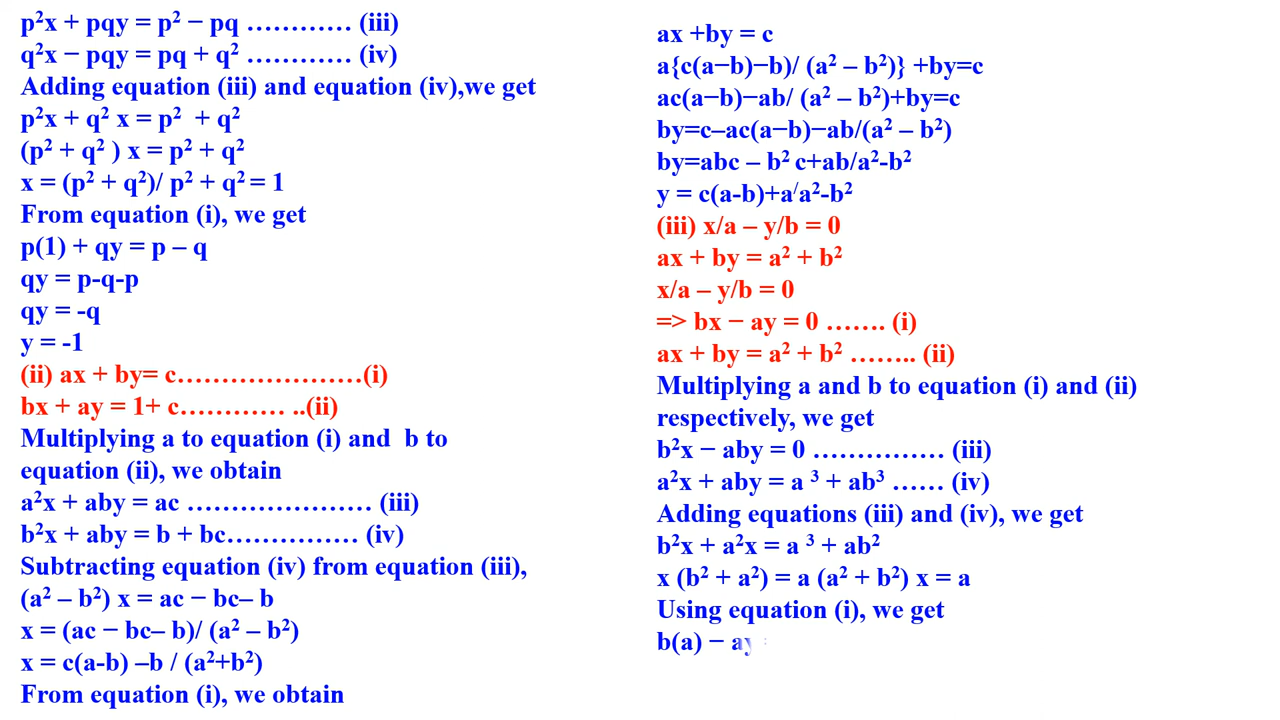 p²x + pqy = p² − pq ………… (iii)
q²x − pqy = pq + q² ………… (iv)
Adding equation (iii) and equation (iv),we get
p²x + q² x = p² + q²
(p² + q² ) x = p² + q²
x = (p² + q²)/ p² + q² = 1
From equation (i), we get
p(1) + qy = p – q
qy = p-q-p
qy = -q
y = -1
(ii) ax + by= c…………………(i)
bx + ay = 1+ c………… ..(ii)
Multiplying a to equation (i) and b to
equation (ii), we obtain
a²x + aby = ac ………………… (iii)
b²x + aby = b + bc…………… (iv)
Subtracting equation (iv) from equation (iii),
(a² – b²) x = ac − bc– b
x = (ac − bc– b)/ (a² – b²)
x = c(a-b) –b / (a²+b²)
From equation (i), we obtain
ax +by = c
a{c(a−b)−b)/ (a² – b²)} +by=c
ac(a−b)−ab/ (a² – b²)+by=c
by=c–ac(a−b)−ab/(a² – b²)
by=abc – b² c+ab/a²-b²
y = c(a-b)+a/a²-b²
(iii) x/a – y/b = 0
ax + by = a² + b²
x/a – y/b = 0
=> bx − ay = 0 ……. (i)
ax + by = a² + b² …….. (ii)
Multiplying a and b to equation (i) and (ii)
respectively, we get
b²x − aby = 0 …………… (iii)
a²x + aby = a ³ + ab³ …… (iv)
Adding equations (iii) and (iv), we get
b²x + a²x = a ³ + ab²
x (b² + a²) = a (a² + b²) x = a
Using equation (i), we get
b(a) − ay